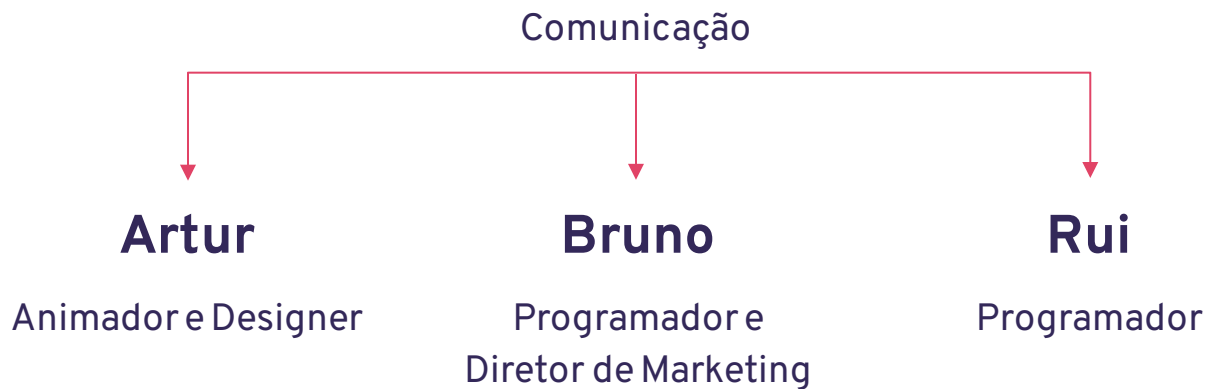 Comunicação
Artur
Bruno
Rui
Animador e Designer
Programador e
Diretor de Marketing
Programador